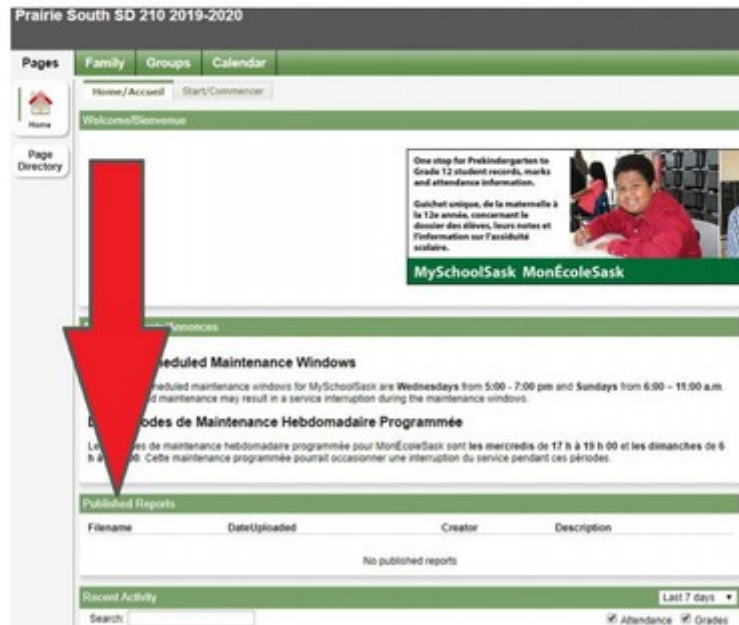 Prairie South SD 210 2019-2020
Pages Family Groups Calendar
Home/Accueil Start/Commencer
Home
Welcome/Bienvenue
Page
Directory
One stop for Prekindergarten to
Grade 12 student records, marks
and attendance information.
Guichet unique, de la maternelle à
la 12e année, concernant le
dossier des élèves, leurs notes et
l'information sur l'assiduité
scolaire.
MySchoolSask MonÉcoleSask
Maintenance Windows
maintenance windows for MySchoolSask are Wednesdays from 5:00 - 7:00 pm and Sundays from 6:00 – 11:00 a.m.
maintenance may result in a service interruption during the maintenance windows.
de Maintenance Hebdomadaire Programmée
de maintenance hebdomadaire programmée pour MonÉcoleSask sont les mercredis de 17 h à 19 h 00 et les dimanches de 6
h à Cette maintenance programmée pourrait occasionner une interruption du service pendant ces périodes.
Published Reports
Filename DateUploaded Creator Description
No published reports
Recent Activity Last 7 days
Search: Attendance Grades